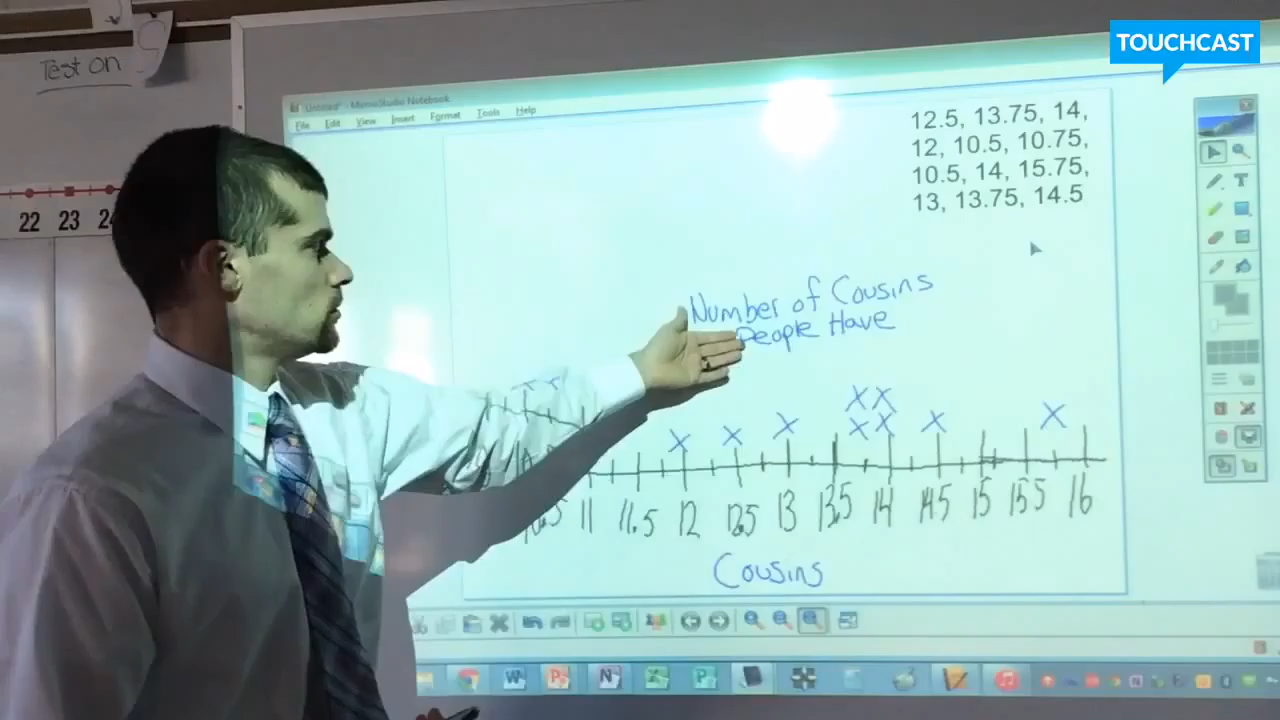 TOUCHCAST
Test on
22 23
MimioStudio Notebook
File Edit View Insert Format Tools Help
12.5, 13.75, 14,
12, 10.5, 10.75,
10.5, 14, 15.75,
13, 13.75, 14.5
Number of Cousins
People Have
11 11.5 12 12.5 13 13.5 14 14.5 15 15.5 16
Cousins